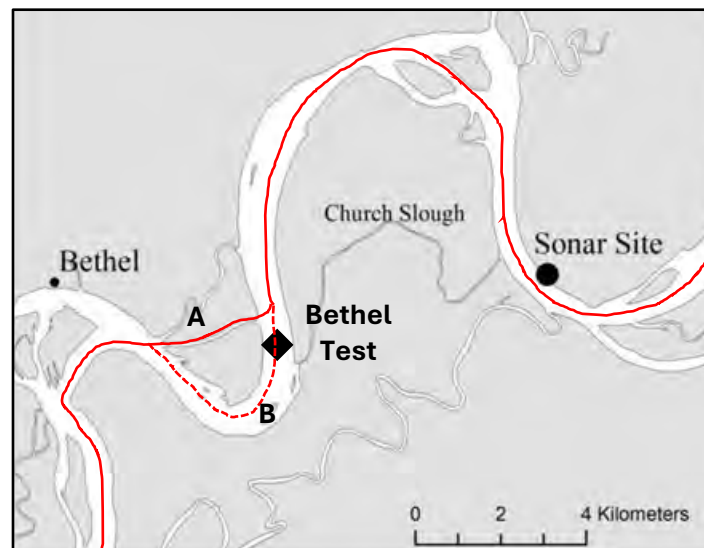 Church Slough
Sonar Site
Bethel
A
Bethel
Test
B
0 2 4 Kilometers